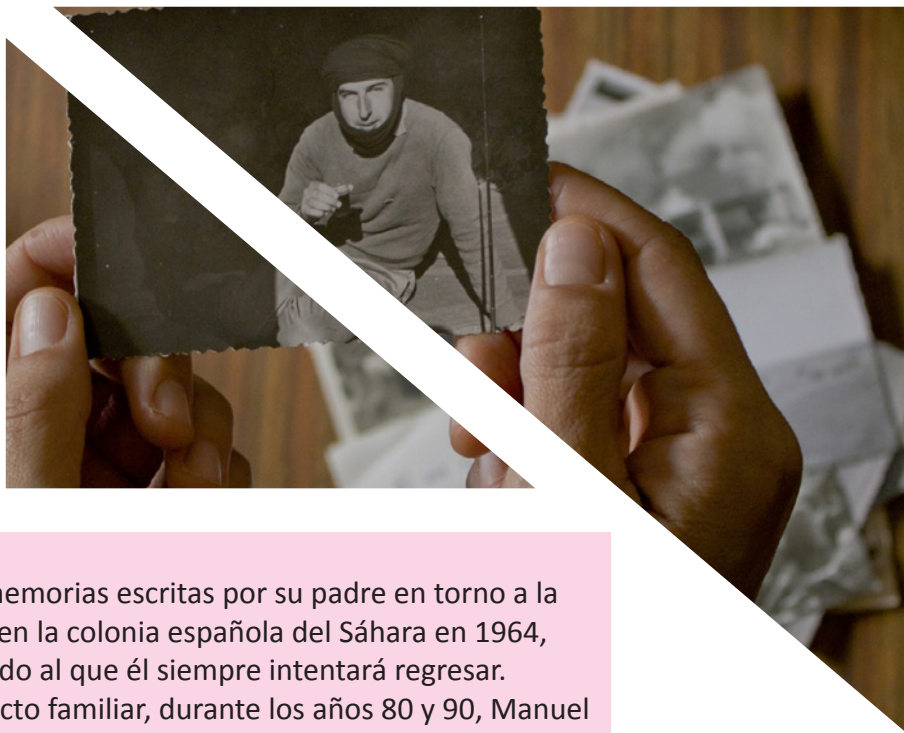 memorias escritas por su padre en torno a la
en la colonia española del Sáhara en 1964,
do al que él siempre intentará regresar.
cto familiar, durante los años 80 y 90, Manuel